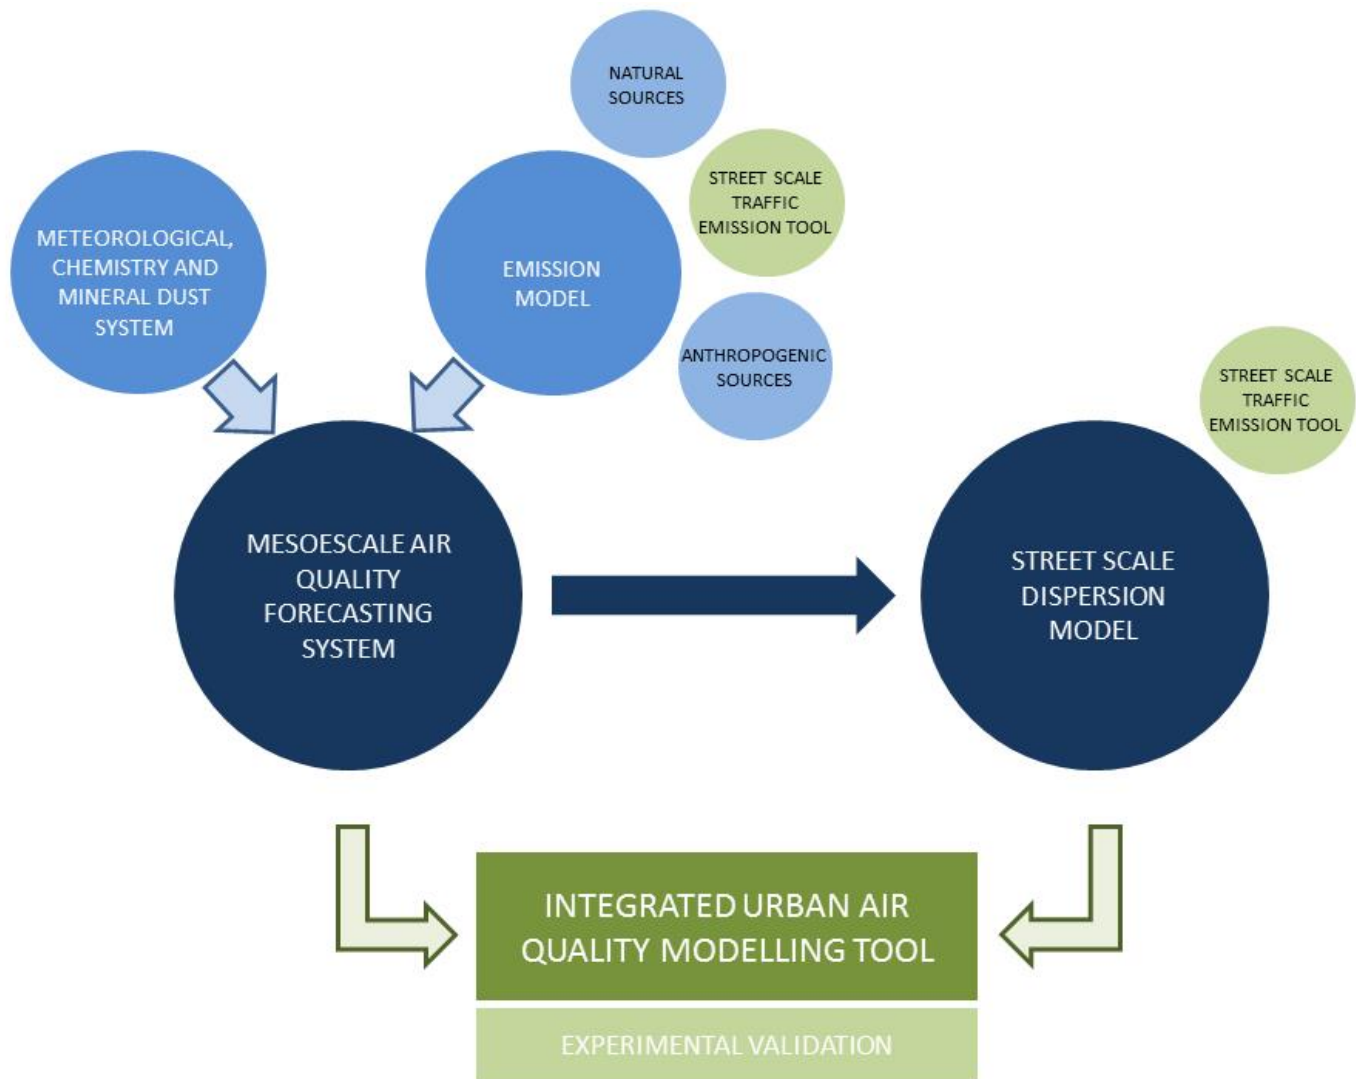 NATURAL
SOURCES
STREET SCALE
TRAFFIC
EMISSION TOOL
METEOROLOGICAL,
CHEMISTRY AND
MINERAL DUST
SYSTEM
EMISSION
MODEL
ANTHROPOGENIC
SOURCES
STREET SCALE
TRAFFIC
EMISSION TOOL
MESOESCALE AIR
QUALITY
FORECASTING
SYSTEM
STREET SCALE
DISPERSION
MODEL
INTEGRATED URBAN AIR
QUALITY MODELLING TOOL
EXPERIMENTAL VALIDATION